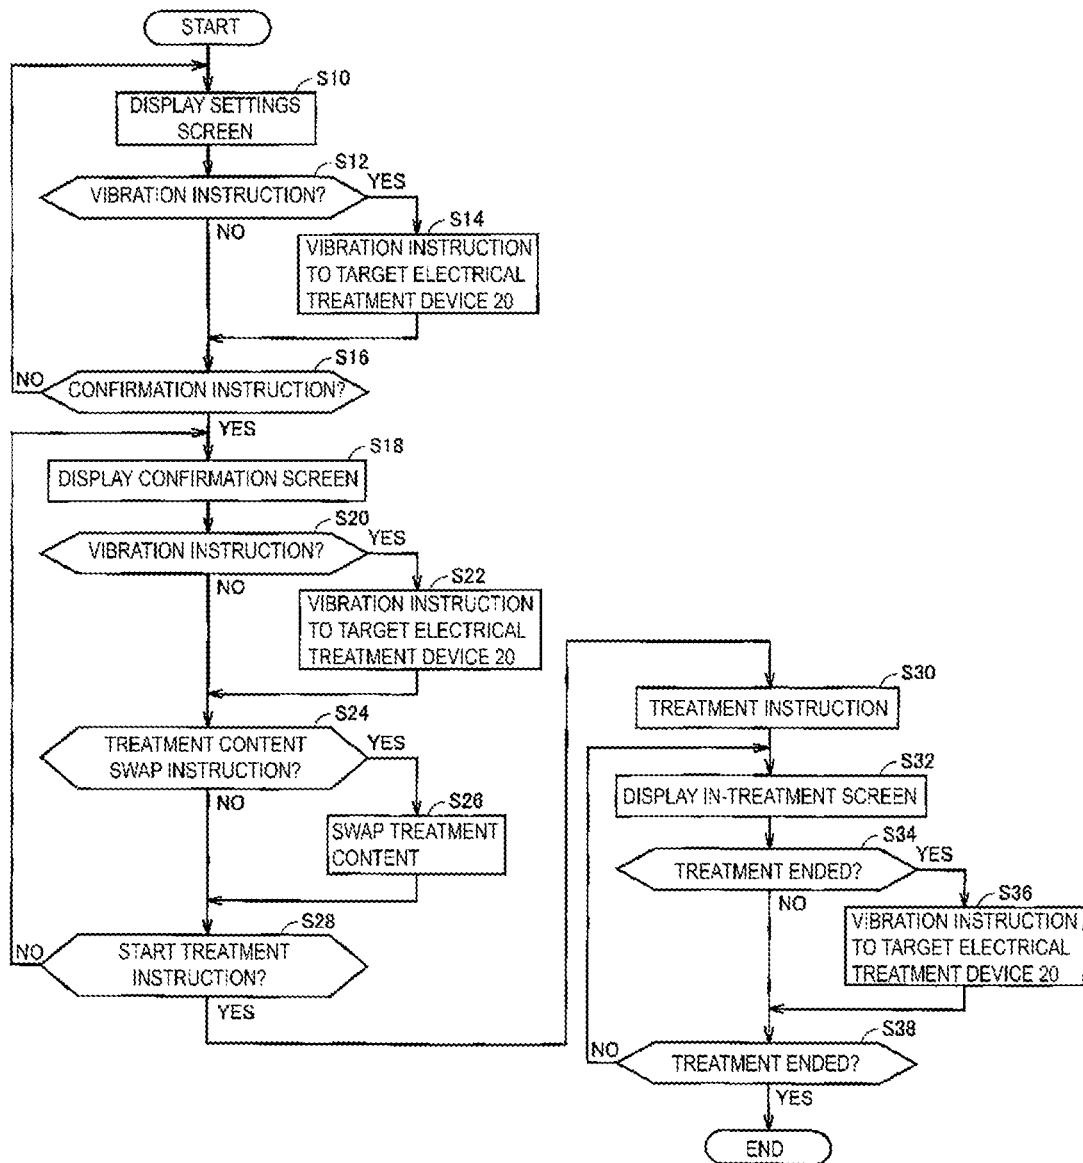 START
S10
DISPLAY SETTINGS
SCREEN
S12
VIBRATION INSTRUCTION?
YES
NO
S14
VIBRATION INSTRUCTION
TO TARGET ELECTRICAL
TREATMENT DEVICE 20
S16
NO
CONFIRMATION INSTRUCTION?
YES
S18
DISPLAY CONFIRMATION SCREEN
S20
VIBRATION INSTRUCTION?
YES
NO
S22
VIBRATION INSTRUCTION
TO TARGET ELECTRICAL
TREATMENT DEVICE 20
S24
TREATMENT CONTENT
SWAP INSTRUCTION?
YES
NO
S26
SWAP TREATMENT
CONTENT
S28
NO
START TREATMENT
INSTRUCTION?
YES
S30
TREATMENT INSTRUCTION
S32
DISPLAY IN-TREATMENT SCREEN
S34
TREATMENT ENDED?
YES
NO
S36
VIBRATION INSTRUCTION
TO TARGET ELECTRICAL
TREATMENT DEVICE 20
S38
NO
TREATMENT ENDED?
YES
END